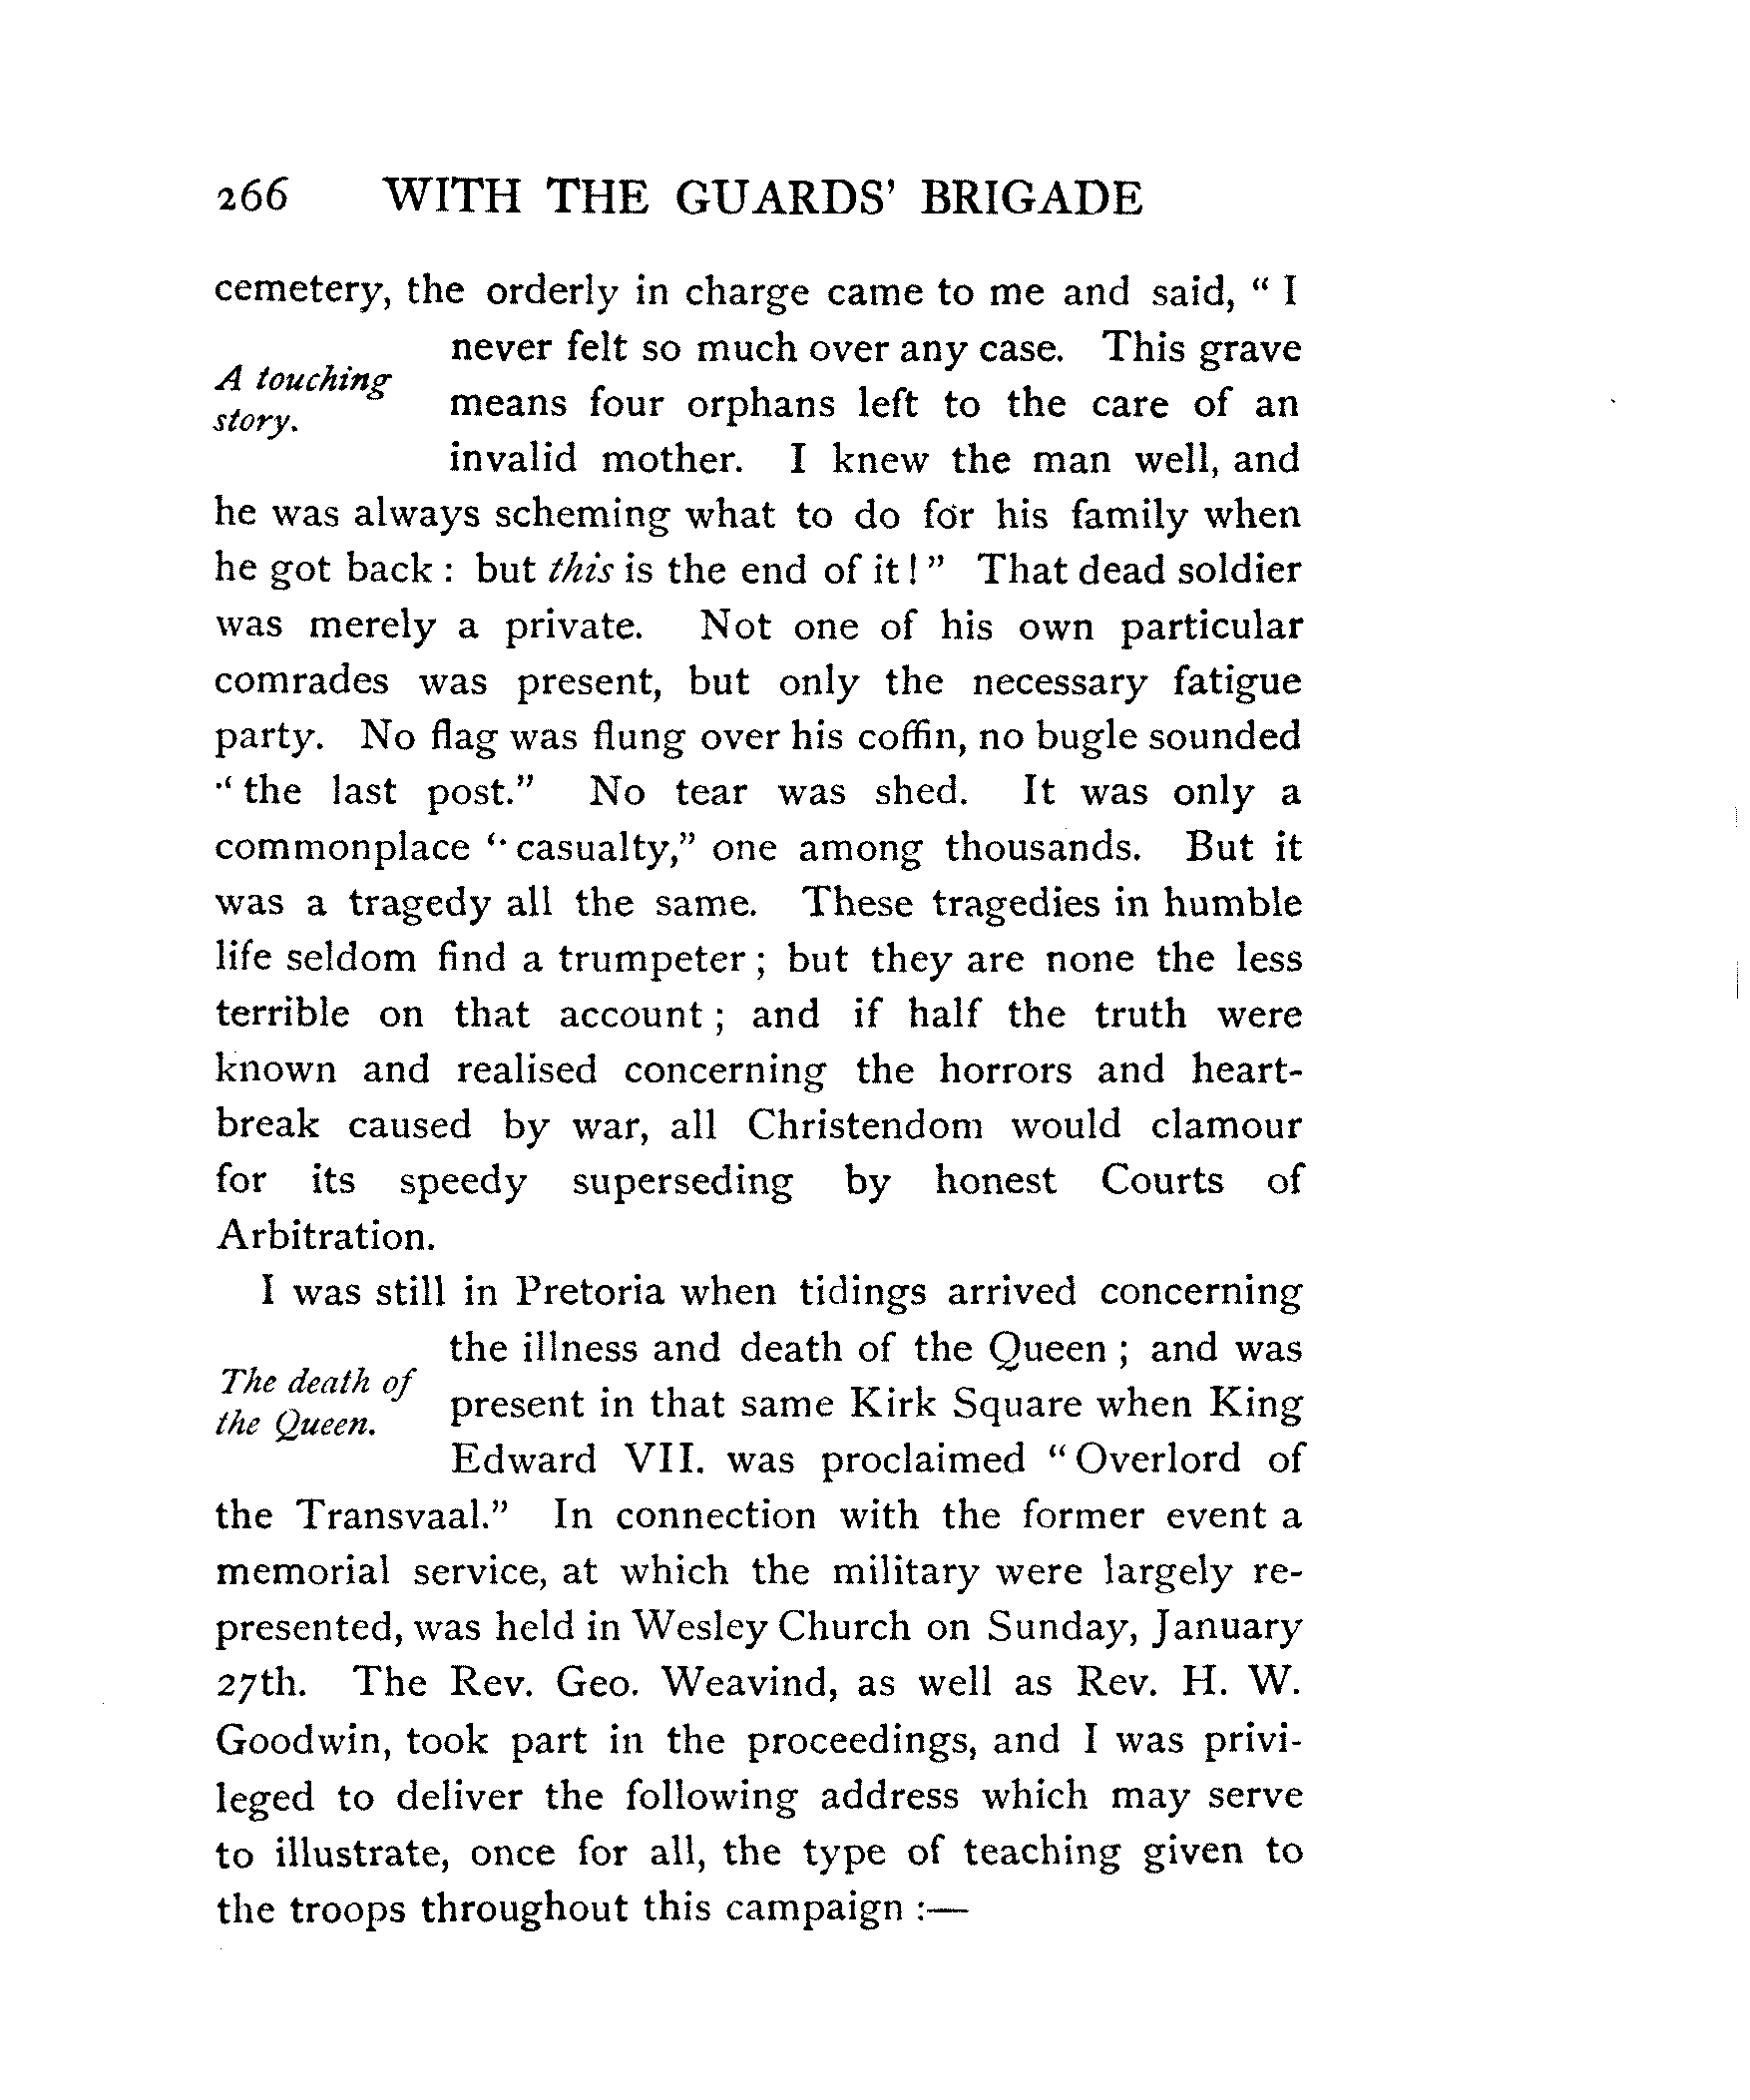 266 WITH THE GUARDS' BRIGADE
cemetery, the orderly in charge came to me and said, " I
A touching
story.
never felt so much over any case. This grave
means four orphans left to the care of an
invalid mother. I knew the man well, and
he was always scheming what to do for his family when
he got back : but this is the end of it ! " That dead soldier
was merely a private. Not one of his own particular
comrades was present, but only the necessary fatigue
party. No flag was flung over his coffin, no bugle sounded
" the last post." No tear was shed. It was only a
commonplace " casualty," one among thousands. But it
was a tragedy all the same. These tragedies in humble
life seldom find a trumpeter ; but they are none the less
terrible on that account ; and if half the truth were
known and realised concerning the horrors and heart-
break caused by war, all Christendom would clamour
for its speedy superseding by honest Courts of
Arbitration.
I was still in Pretoria when tidings arrived concerning
The death of
the Queen.
the illness and death of the Queen ; and was
present in that same Kirk Square when King
Edward VII. was proclaimed " Overlord of
the Transvaal." In connection with the former event a
memorial service, at which the military were largely re-
presented, was held in Wesley Church on Sunday, January
27th. The Rev. Geo. Weavind, as well as Rev. H. W.
Goodwin, took part in the proceedings, and I was privi-
leged to deliver the following address which may serve
to illustrate, once for all, the type of teaching given to
the troops throughout this campaign :—